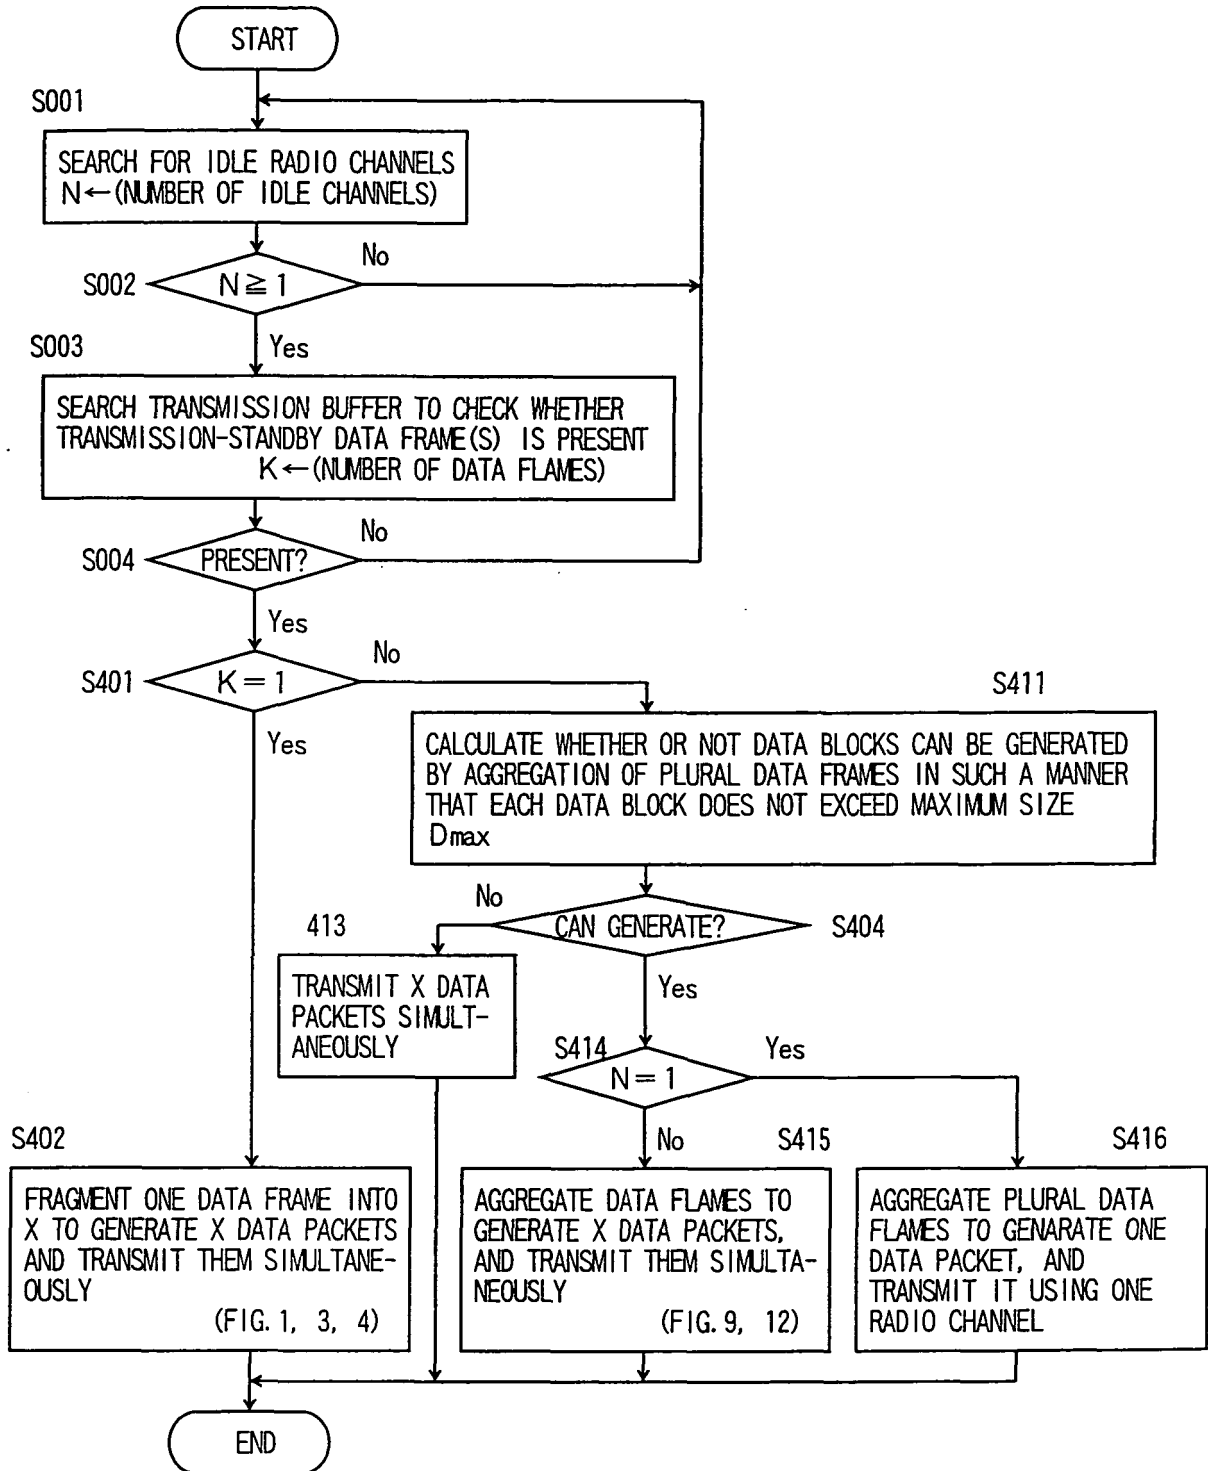 START
S001
SEARCH FOR IDLE RADIO CHANNELS
N←(NUMBER OF IDLE CHANNELS)
No
S002
N≧1
Yes
S003
SEARCH TRANSMISSION BUFFER TO CHECK WHETHER
TRANSMISSION-STANDBY DATA FRAME(S) IS PRESENT
K←(NUMBER OF DATA FLAMES)
No
S004
PRESENT?
Yes
No
S401
K=1
S411
Yes
CALCULATE WHETHER OR NOT DATA BLOCKS CAN BE GENERATED
BY AGGREGATION OF PLURAL DATA FRAMES IN SUCH A MANNER
THAT EACH DATA BLOCK DOES NOT EXCEED MAXIMUM SIZE
Dmax
No
413
CAN GENERATE?
S404
TRANSMIT X DATA
PACKETS SIMULT-
ANEOUSLY
Yes
S414
Yes
N=1
S402
No
S415
S416
FRAGMENT ONE DATA FRAME INTO
X TO GENERATE X DATA PACKETS
AND TRANSMIT THEM SIMULTANE-
OUSLY
(FIG. 1, 3, 4)
AGGREGATE DATA FLAMES TO
GENERATE X DATA PACKETS,
AND TRANSMIT THEM SIMULTA-
NEOUSLY
(FIG. 9, 12)
AGGREGATE PLURAL DATA
FLAMES TO GENARATE ONE
DATA PACKET, AND
TRANSMIT IT USING ONE
RADIO CHANNEL
END